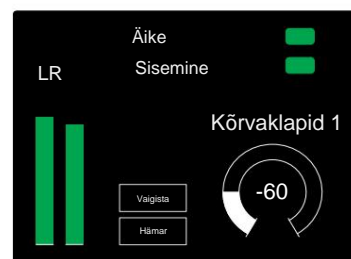 Äike
Sisemine
LR
Kõrvaklapid 1
-60
Vaigista
Hämar